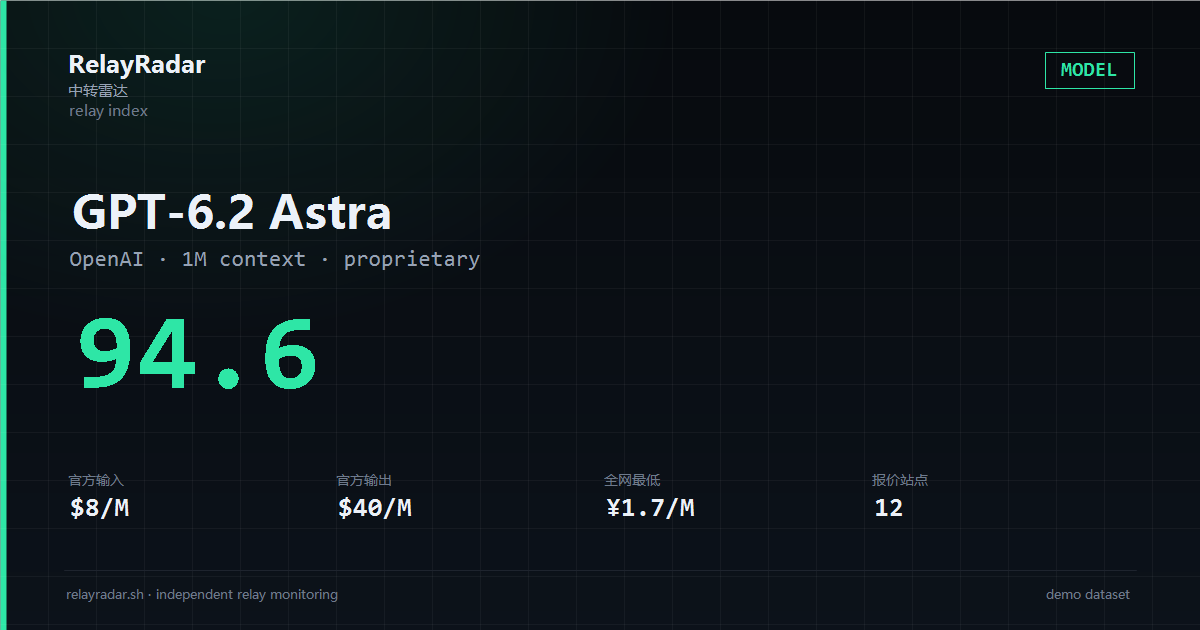 RelayRadar
中转雷达
relay index
MODEL
GPT-6.2 Astra
OpenAI · 1M context · proprietary
94.6
官方输入
$8/M
官方输出
$40/M
全网最低
¥1.7/M
报价站点
12
relayradar.sh · independent relay monitoring
demo dataset